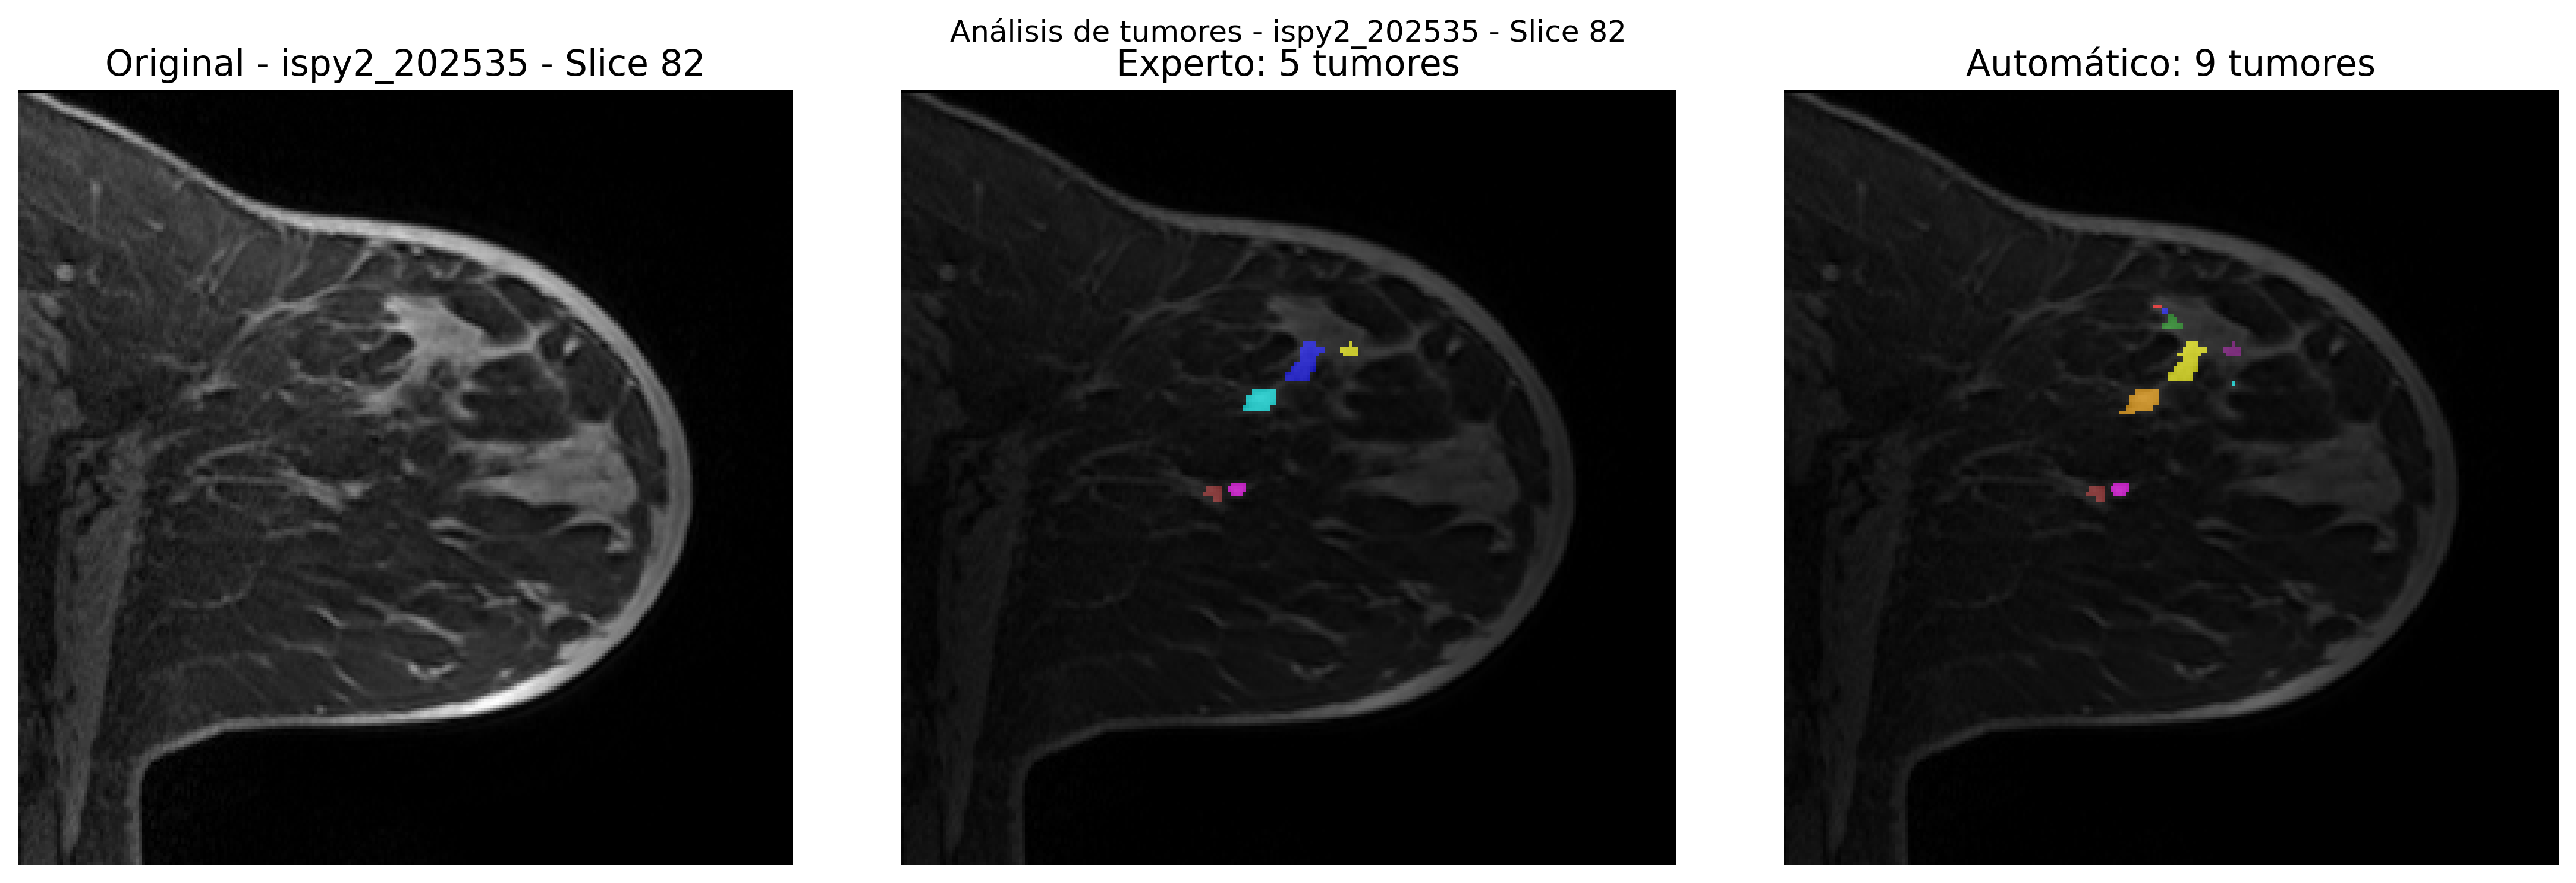 Análisis de tumores - ispy2_202535 - Slice 82
Original - ispy2_202535 - Slice 82
Experto: 5 tumores
Automático: 9 tumores